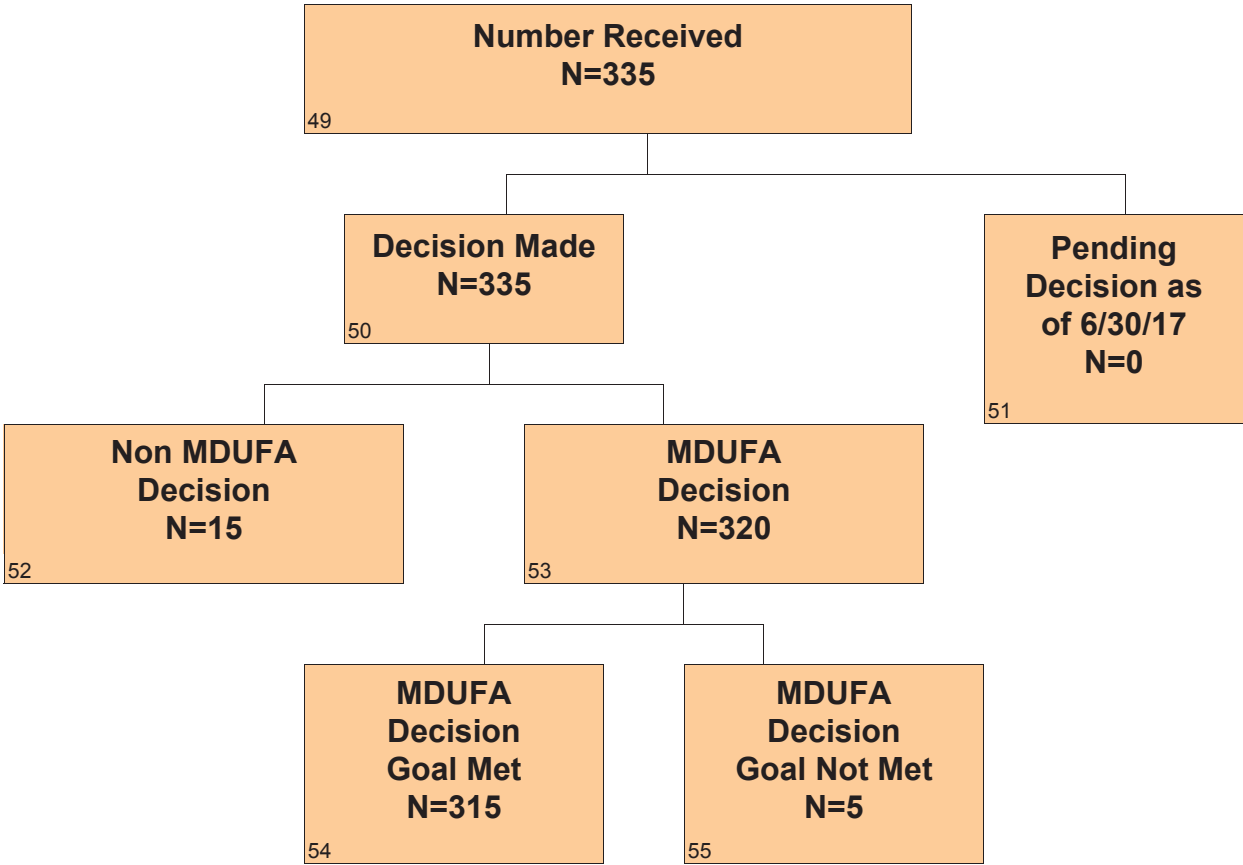 Number Received
N=335
49
Decision Made
N=335
50
Pending
Decision as
of 6/30/17
N=0
51
Non MDUFA
Decision
N=15
52
MDUFA
Decision
N=320
53
MDUFA
Decision
Goal Met
N=315
54
MDUFA
Decision
Goal Not Met
N=5
55